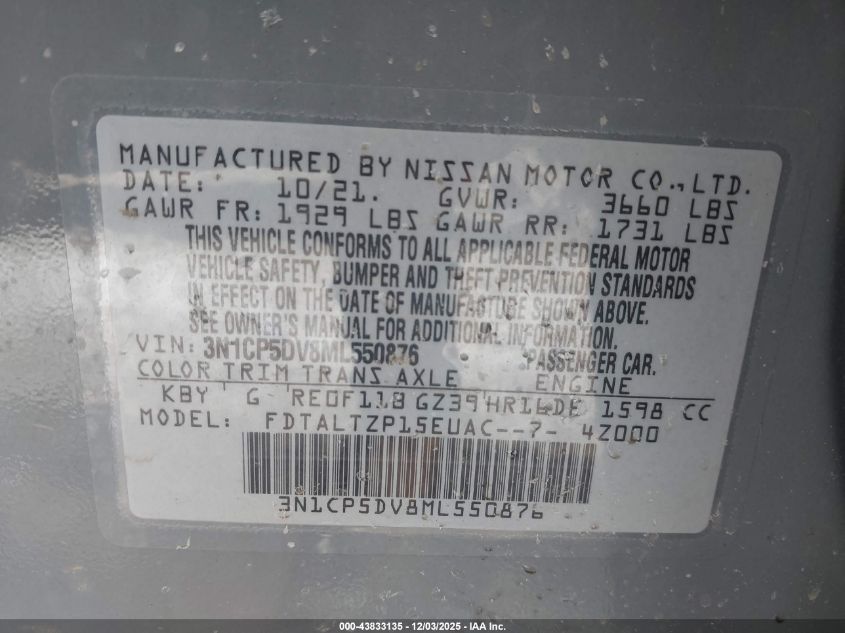 MANUFACTURED BY NISSAN MOTOR CO., LTD.
DATE: 10/21. GVWR: 3660 LBS
GAWR FR: 1929 LBS GAWR RR: 1731 LBS
THIS VEHICLE CONFORMS TO ALL APPLICABLE FEDERAL MOTOR
VEHICLE SAFETY, BUMPER AND THEFT PREVENTION STANDARDS
IN EFFECT ON THE DATE OF MANUFACTURE SHOWN ABOVE.
SEE OWNER'S MANUAL FOR ADDITIONAL INFORMATION
VIN: 3N1CP5DV8ML550876 PASSENGER CAR.
COLOR TRIM TRANS AXLE ENGINE
KBY G RE0F11B GZ39 HR16DE 1598 CC
MODEL: FDTALTZP15EUAC--7- 4Z000
3N1CP5DV8ML550876
000-43833135 - 12/03/2025 - IAA Inc.